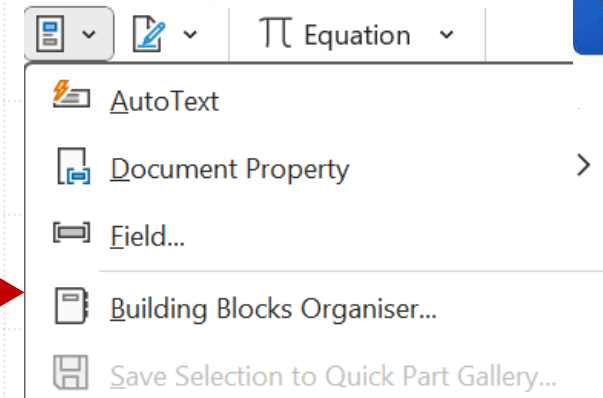 Equation
AutoText
Document Property
Field...
Building Blocks Organiser...
Save Selection to Quick Part Gallery...